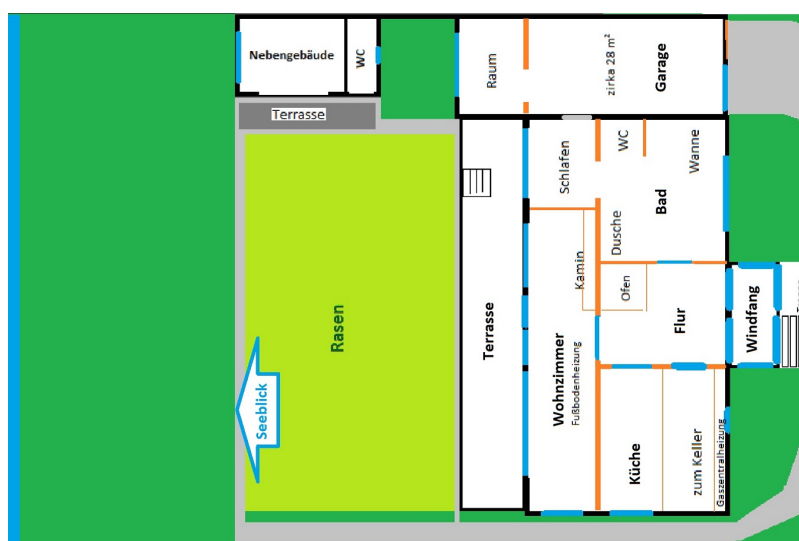 Nebengebäude
WC
Terrasse
Raum
zirka 28 m²
Garage
Schlafen
WC
Wanne
Bad
Dusche
Kamin
Ofen
Flur
Windfang
Terrasse
Wohnzimmer
Fußbodenheizung
Rasen
Seeblick
Küche
zum Keller
Gaszentralheizung